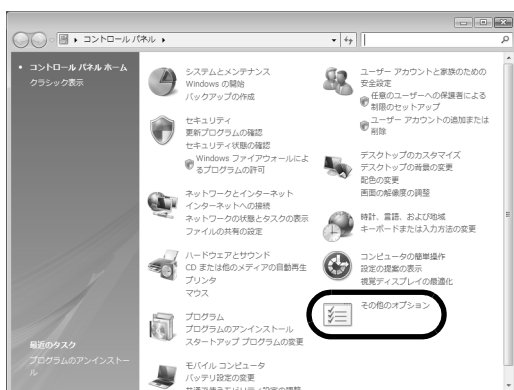 コントロール パネル
コントロール パネル ホーム
クラシック表示
システムとメンテナンス
Windows の開始
バックアップの作成
セキュリティ
更新プログラムの確認
セキュリティ状態の確認
Windows ファイアウォールによ
るプログラムの許可
ネットワークとインターネット
インターネットへの接続
ネットワークの状態とタスクの表示
ファイルの共有の設定
ハードウェアとサウンド
CD または他のメディアの自動再生
プリンタ
マウス
プログラム
プログラムのアンインストール
スタートアップ プログラムの変更
モバイル コンピュータ
バッテリ設定の変更
ユーザー アカウントと家族のための
安全設定
任意のユーザーへの保護者による
制限のセットアップ
ユーザー アカウントの追加または
削除
デスクトップのカスタマイズ
デスクトップの背景の変更
配色の変更
画面の解像度の調整
時計、言語、および地域
キーボードまたは入力方法の変更
コンピュータの簡単操作
設定の提案の表示
視覚ディスプレイの最適化
その他のオプション
最近のタスク
プログラムのアンインストー
ル